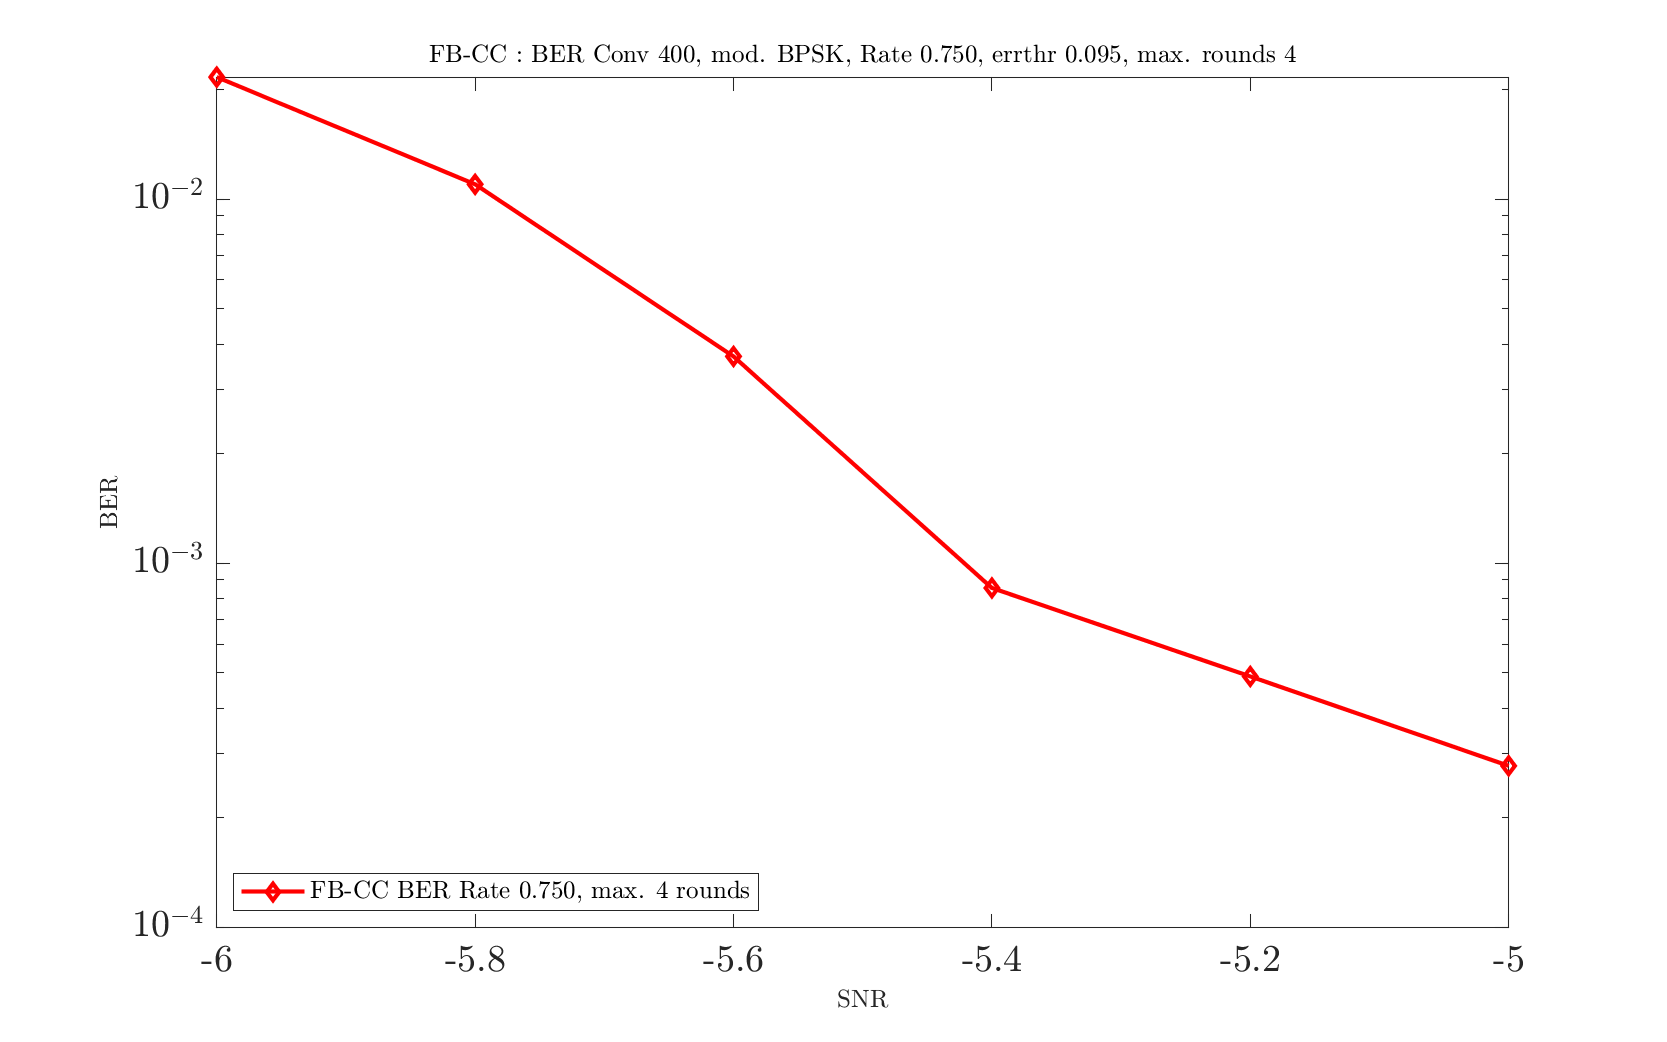 FB-CC : BER Conv 400, mod. BPSK, Rate 0.750, errthr 0.095, max. rounds 4
10⁻²
10⁻³
10⁻⁴
BER
FB-CC BER Rate 0.750, max. 4 rounds
-6 -5.8 -5.6 -5.4 -5.2 -5
SNR